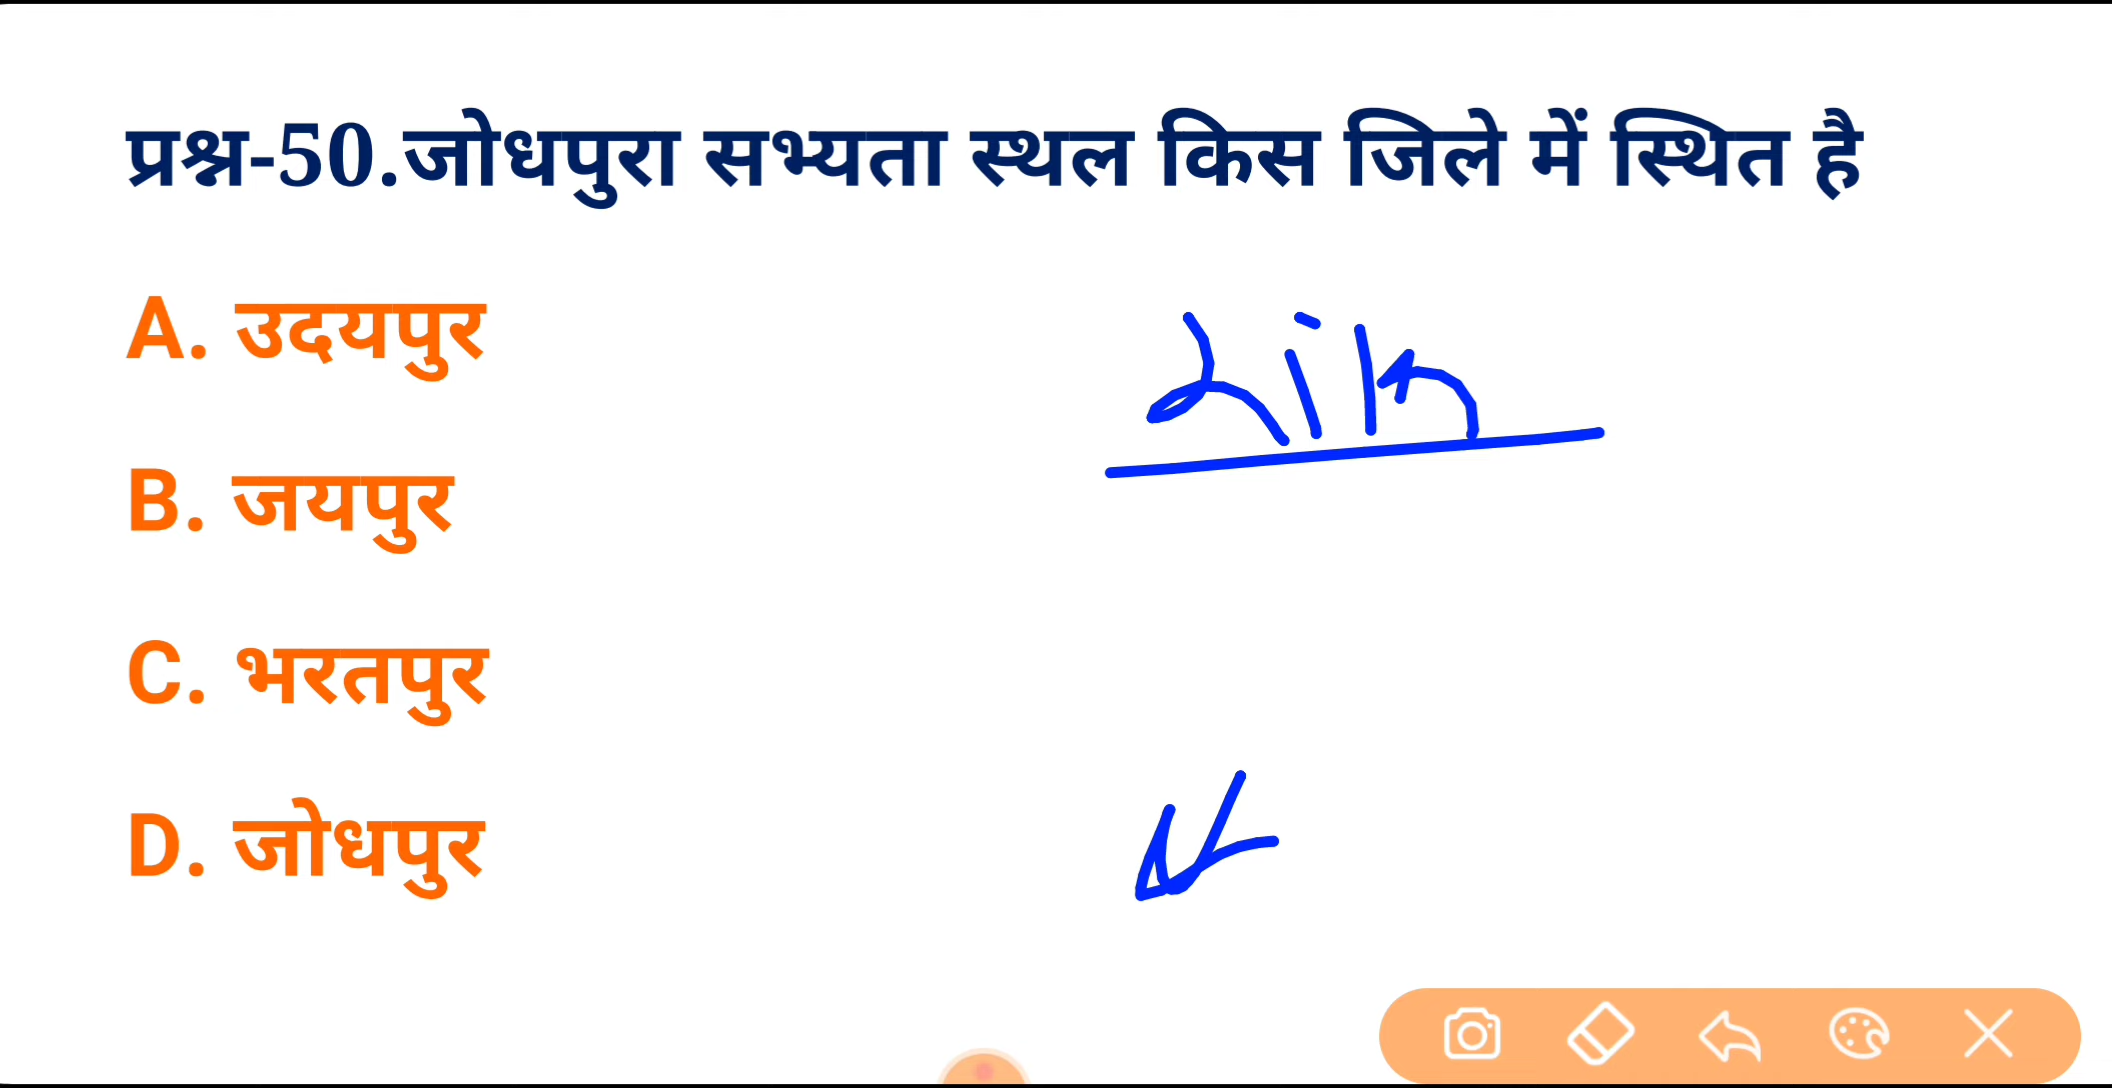 प्रश्न-50.जोधपुरा सभ्यता स्थल किस जिले में स्थित है
A. उदयपुर
B. जयपुर
C. भरतपुर
D. जोधपुर